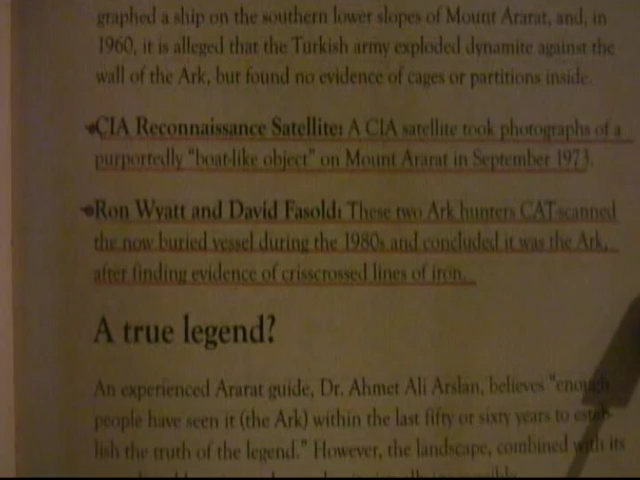 graphed a ship on the southern lower slopes of Mount Ararat, and, in
1960, it is alleged that the Turkish army exploded dynamite against the
wall of the Ark, but found no evidence of cages or partitions inside.
CIA Reconnaissance Satellite: A CIA satellite took photographs of a
purportedly "boat-like object" on Mount Ararat in September 1973.
Ron Wyatt and David Fasold: These two Ark hunters CAT-scanned
the now buried vessel during the 1980s and concluded it was the Ark,
after finding evidence of crisscrossed lines of iron.
A true legend?
An experienced Ararat guide, Dr. Ahmet Ali Arslan, believes "enough
people have seen it (the Ark) within the last fifty or sixty years to estab-
lish the truth of the legend." However, the landscape, combined with its